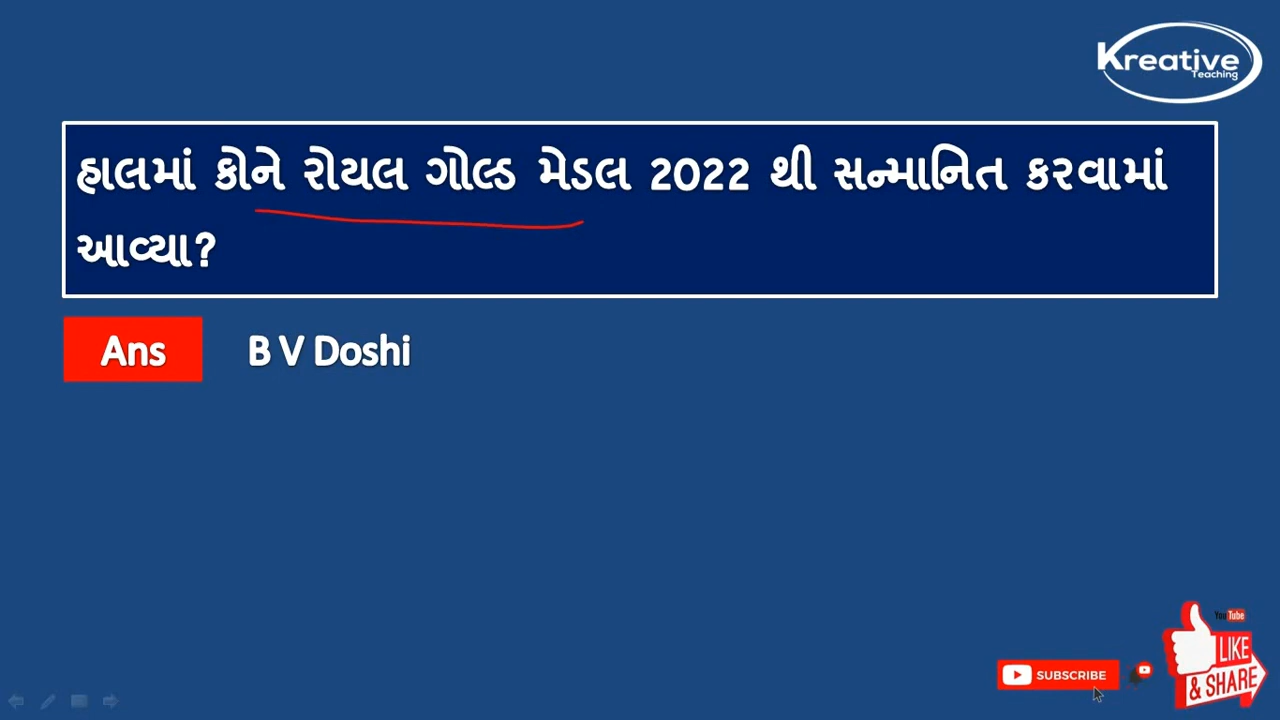 Kreative
Teaching
હાલમાં કોને રોયલ ગોલ્ડ મેડલ 2022 થી સન્માનિત કરવામાં
આવ્યા?
Ans B V Doshi
YouTube
LIKE
& SHARE
SUBSCRIBE